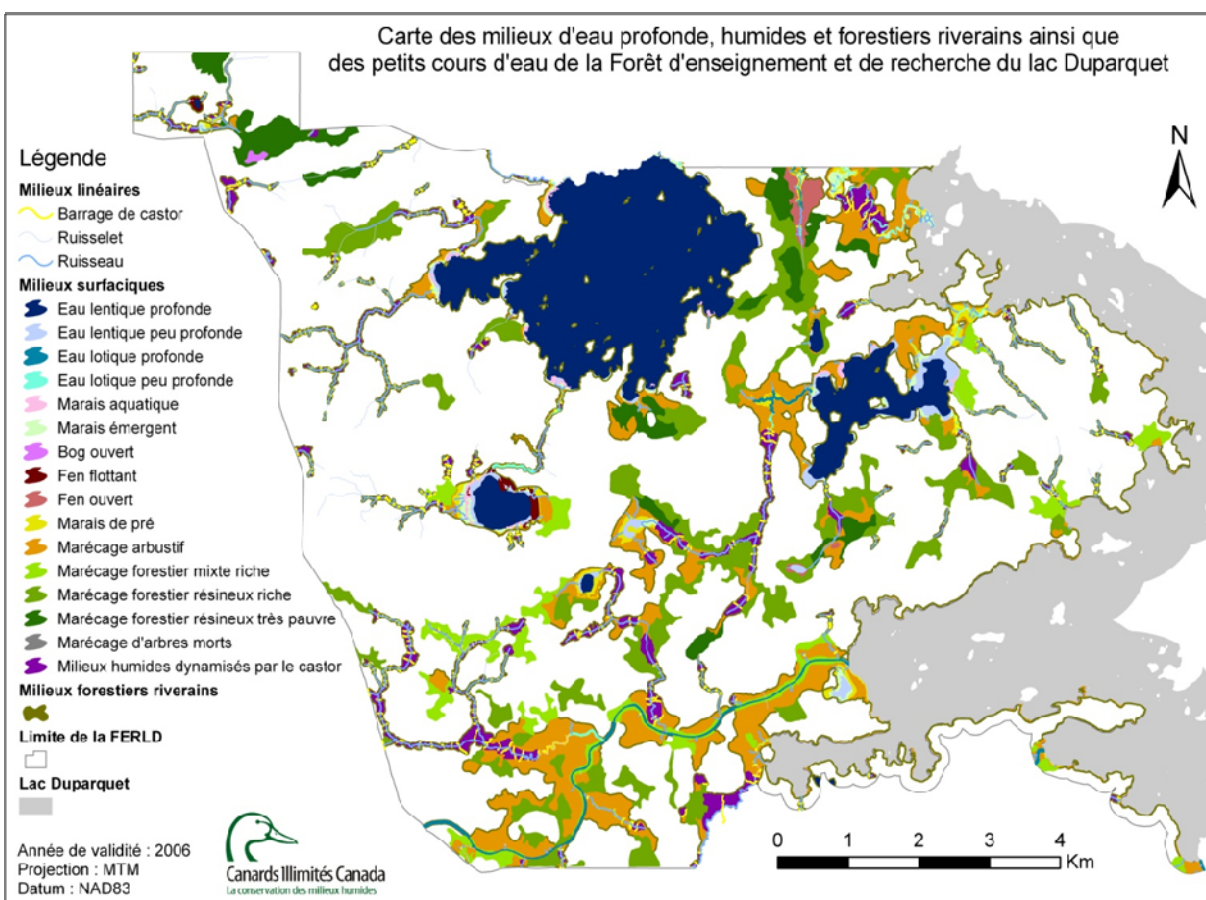 Carte des milieux d'eau profonde, humides et forestiers riverains ainsi que
des petits cours d'eau de la Forêt d'enseignement et de recherche du lac Duparquet
N
Légende
Milieux linéaires
Barrage de castor
Ruisselet
Ruisseau
Milieux surfaciques
Eau lentique profonde
Eau lentique peu profonde
Eau lotique profonde
Eau lotique peu profonde
Marais aquatique
Marais émergent
Bog ouvert
Fen flottant
Fen ouvert
Marais de pré
Marécage arbustif
Marécage forestier mixte riche
Marécage forestier résineux riche
Marécage forestier résineux très pauvre
Marécage d'arbres morts
Milieux humides dynamisés par le castor
Milieux forestiers riverains
Limite de la FERLD
Lac Duparquet
Année de validité : 2006
Projection : MTM
Datum : NAD83
Canards Illimités Canada
La conservation des milieux humides
0 1 2 3 4
Km